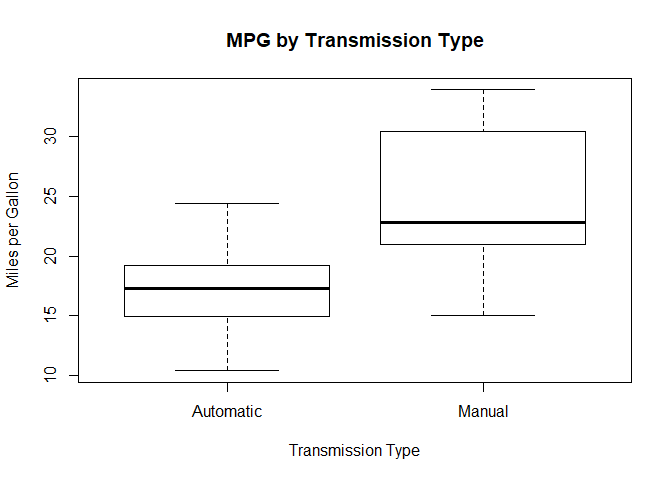 MPG by Transmission Type
Miles per Gallon
30
25
20
15
10
Automatic Manual
Transmission Type